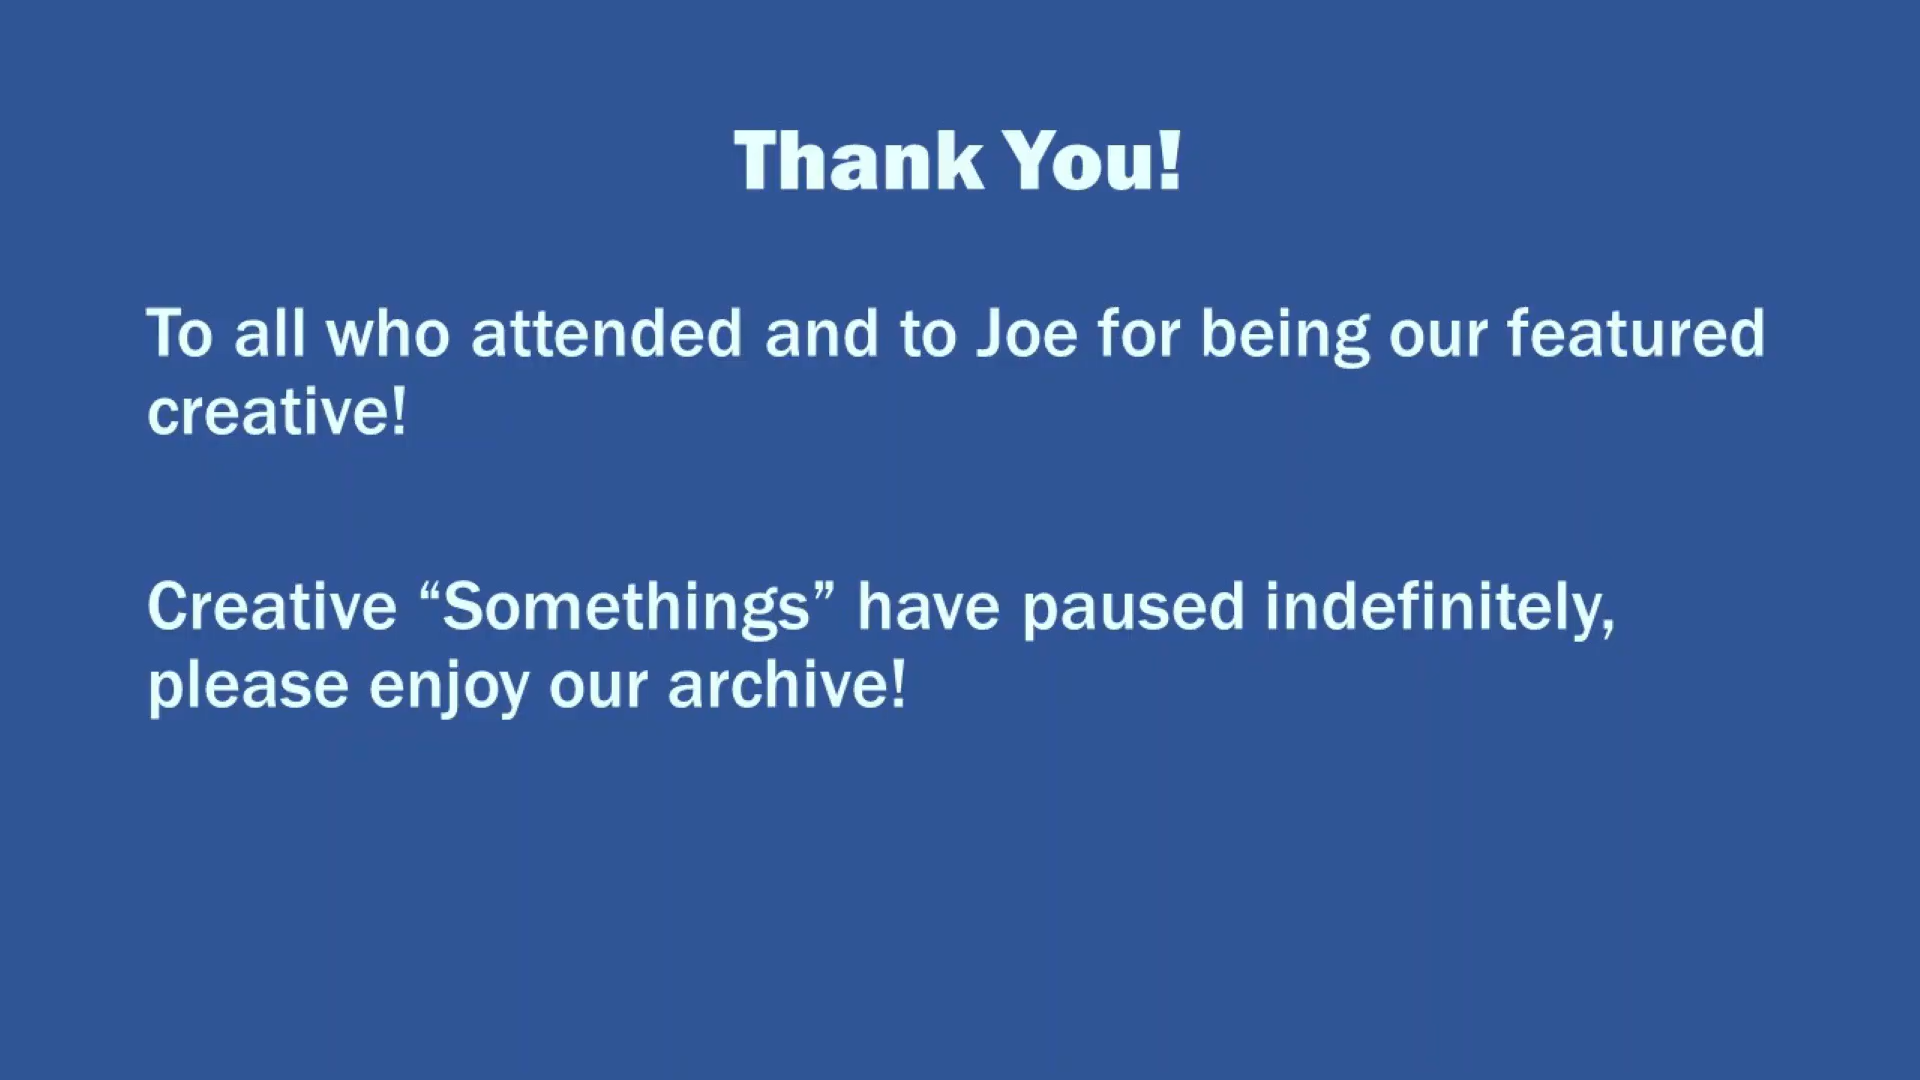 Thank You!
To all who attended and to Joe for being our featured
creative!
Creative “Somethings” have paused indefinitely,
please enjoy our archive!